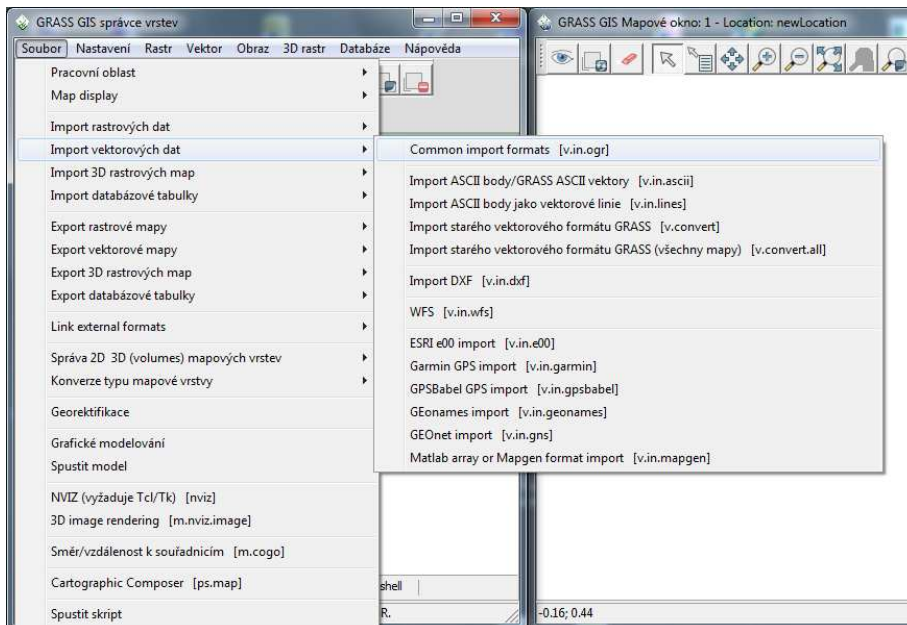 GRASS GIS správce vrstev
Soubor Nastavení Rastr Vektor Obraz 3D rastr Databáze Nápověda
Pracovní oblast
Map display
Import rastrových dat
Import vektorových dat
Import 3D rastrových map
Import databázové tabulky
Export rastrové mapy
Export vektorové mapy
Export 3D rastrových map
Export databázové tabulky
Link external formats
Správa 2D 3D (volumes) mapových vrstev
Konverze typu mapové vrstvy
Georektifikace
Grafické modelování
Spustit model
NVIZ (vyžaduje Tcl/Tk) [nviz]
3D image rendering [m.nviz.image]
Směr/vzdálenost k souřadnicím [m.cogo]
Cartographic Composer [ps.map]
Spustit skript
Common import formats [v.in.ogr]
Import ASCII body/GRASS ASCII vektory [v.in.ascii]
Import ASCII body jako vektorové linie [v.in.lines]
Import starého vektorového formátu GRASS [v.convert]
Import starého vektorového formátu GRASS (všechny mapy) [v.convert.all]
Import DXF [v.in.dxf]
WFS [v.in.wfs]
ESRI e00 import [v.in.e00]
Garmin GPS import [v.in.garmin]
GPSBabel GPS import [v.in.gpsbabel]
GEonames import [v.in.geonames]
GEOnet import [v.in.gns]
Matlab array or Mapgen format import [v.in.mapgen]
shell
R.
GRASS GIS Mapové okno: 1 - Location: newLocation
-0.16; 0.44